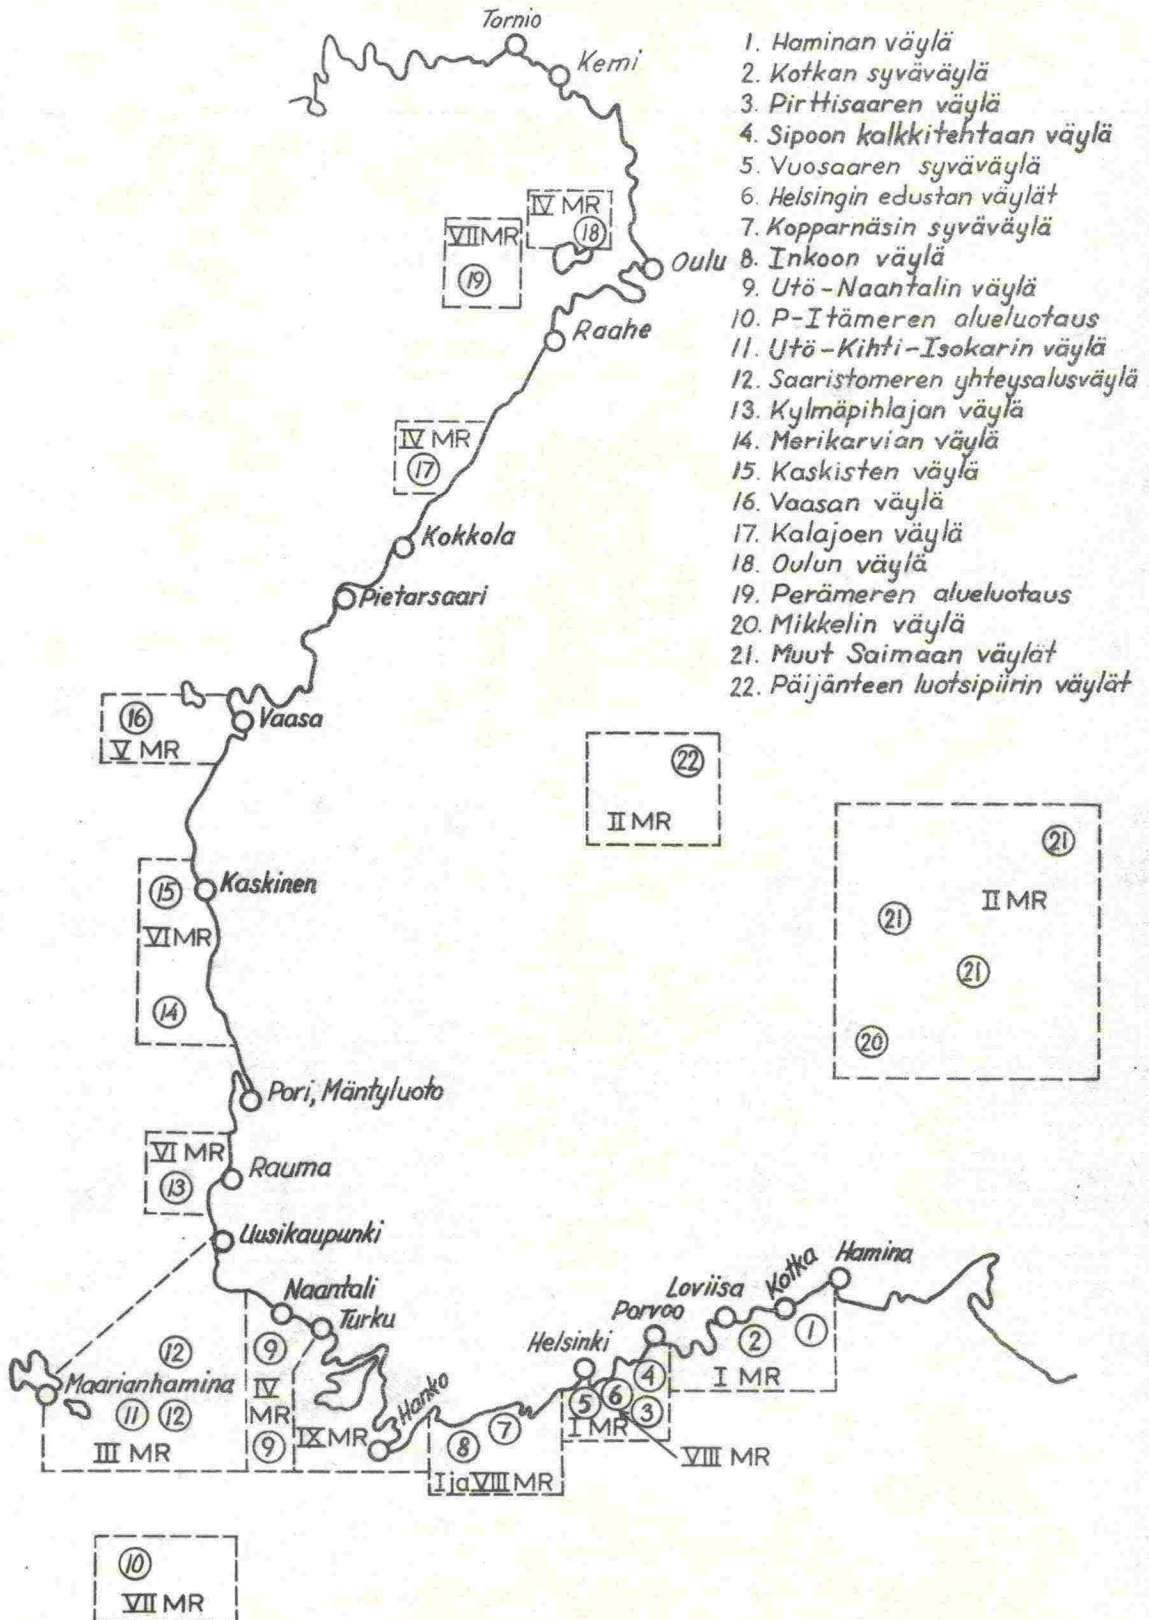 Tornio
Kemi
1. Haminan väylä
2. Kotkan syväväylä
3. Pirttisaaren väylä
4. Sipoon kalkkitehtaan väylä
5. Vuosaaren syväväylä
6. Helsingin edustan väylät
7. Kopparnäsin syväväylä
8. Inkoon väylä
9. Utö-Naantalin väylä
10. P-Itämeren alueluotaus
11. Utö-Kihti-Isokarin väylä
12. Saaristomeren yhteysalusväylä
13. Kylmäpihlajan väylä
14. Merikarvian väylä
15. Kaskisten väylä
16. Vaasan väylä
17. Kalajoen väylä
18. Oulun väylä
19. Perämeren alueluotaus
20. Mikkelin väylä
21. Muut Saimaan väylät
22. Päijänteen luotsipiirin väylät
IV MR
18
VII MR
19
Oulu
Raahe
IV MR
17
Kokkola
Pietarsaari
16
V MR
Vaasa
22
II MR
21
II MR
21
21
20
15
Kaskinen
VI MR
14
Pori, Mäntyluoto
VI MR
13
Rauma
Uusikaupunki
Naantali
Turku
Hanko
Helsinki
Porvoo
Loviisa
Kotka
Hamina
12
9
Maarianhamina
11 12
III MR
IV
MR
9
IX MR
8
7
I ja VIII MR
5
6
4
3
I MR
VIII MR
2
1
I MR
10
VII MR